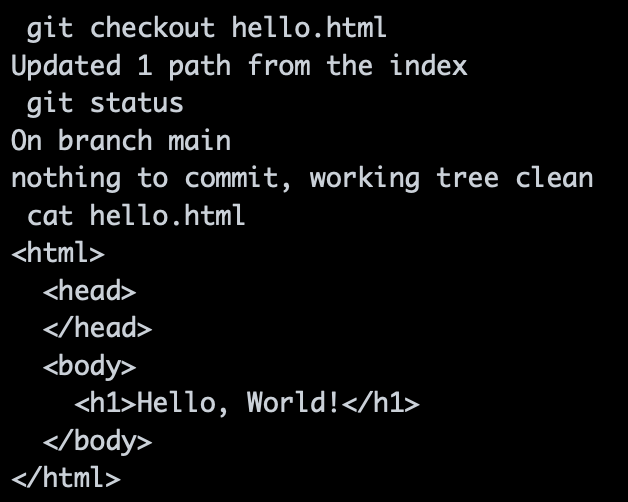 git checkout hello.html
Updated 1 path from the index
git status
On branch main
nothing to commit, working tree clean
cat hello.html
<html>
  <head>
  </head>
  <body>
    <h1>Hello, World!</h1>
  </body>
</html>